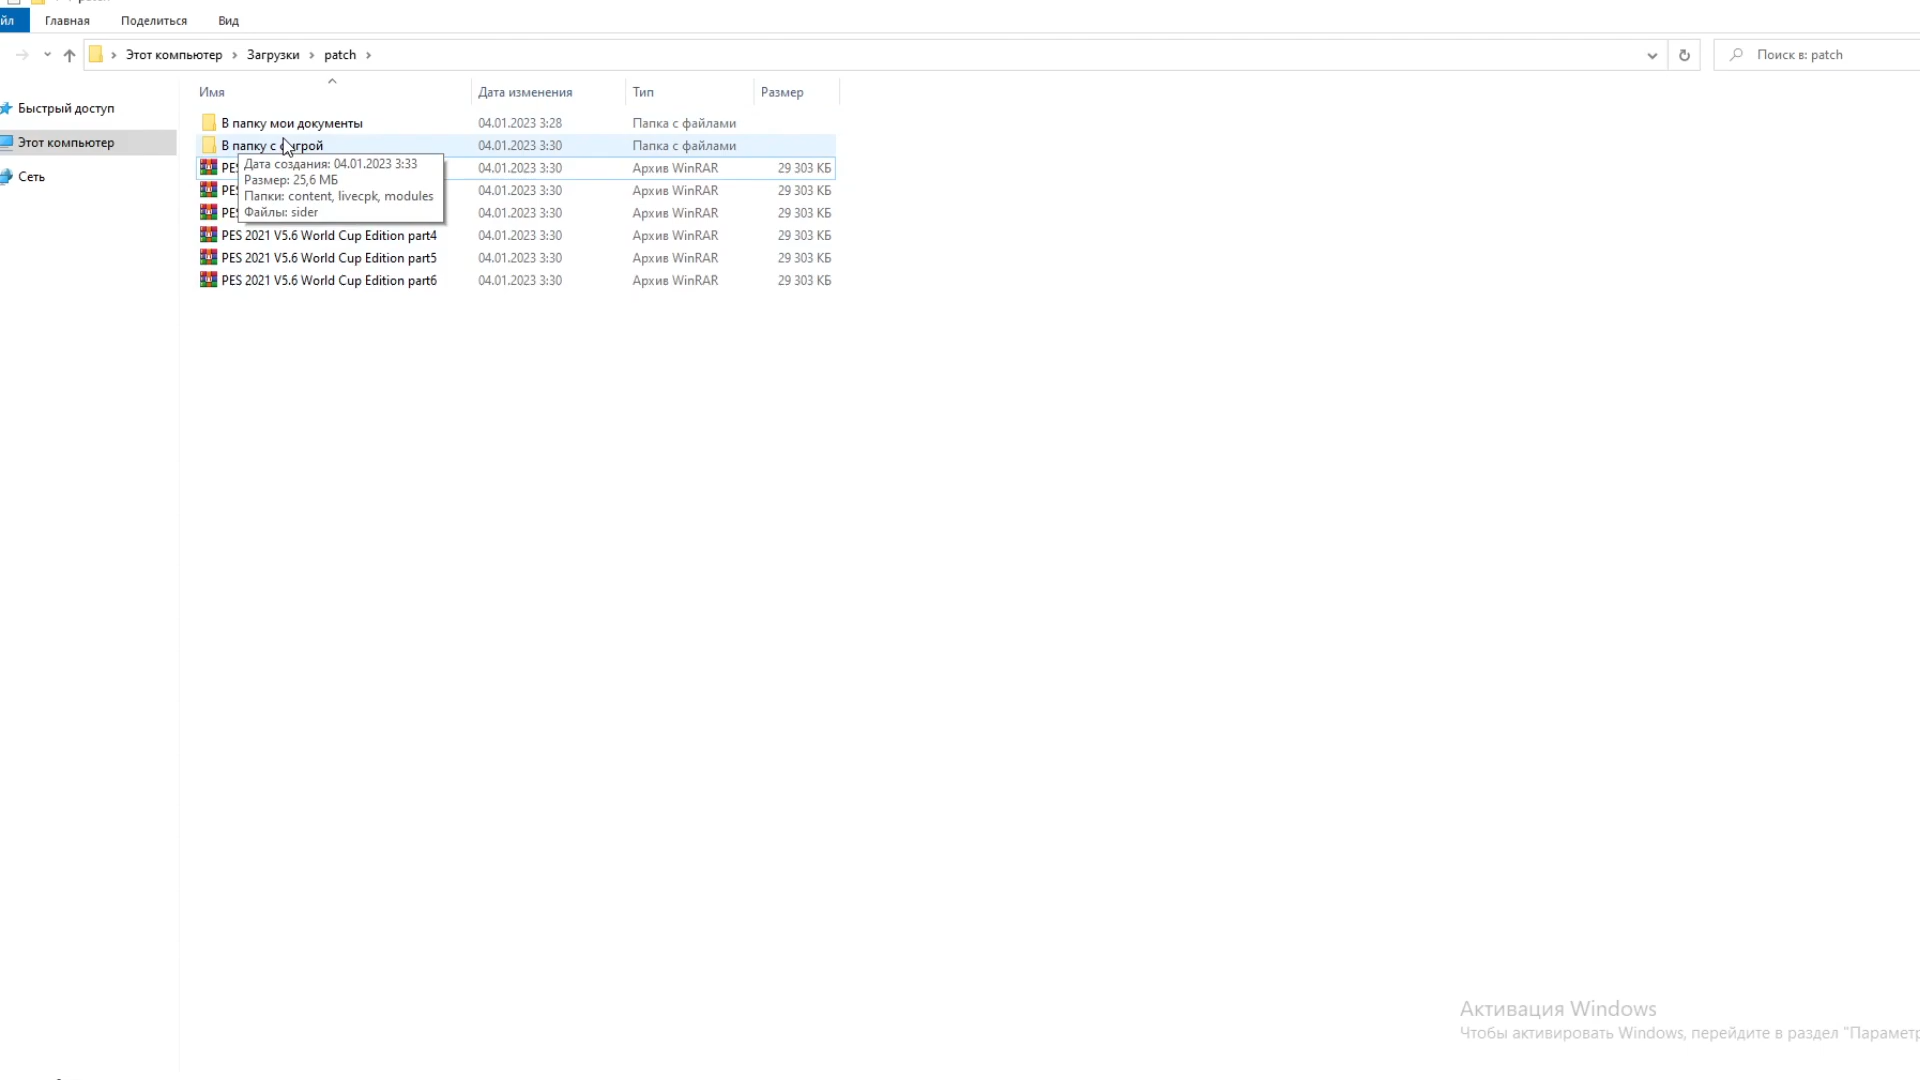 йл Главная Поделиться Вид
Этот компьютер Загрузки patch Поиск в: patch
Имя Дата изменения Тип Размер
Быстрый доступ
Этот компьютер
Сеть
В папку мои документы 04.01.2023 3:28 Папка с файлами
В папку с игрой 04.01.2023 3:30 Папка с файлами
PES 04.01.2023 3:30 Архив WinRAR 29 303 КБ
PES 04.01.2023 3:30 Архив WinRAR 29 303 КБ
PES 04.01.2023 3:30 Архив WinRAR 29 303 КБ
Дата создания: 04.01.2023 3:33
Размер: 25,6 МБ
Папки: content, livecpk, modules
Файлы: sider
PES 2021 V5.6 World Cup Edition part4 04.01.2023 3:30 Архив WinRAR 29 303 КБ
PES 2021 V5.6 World Cup Edition part5 04.01.2023 3:30 Архив WinRAR 29 303 КБ
PES 2021 V5.6 World Cup Edition part6 04.01.2023 3:30 Архив WinRAR 29 303 КБ
Активация Windows
Чтобы активировать Windows, перейдите в раздел "Параметр